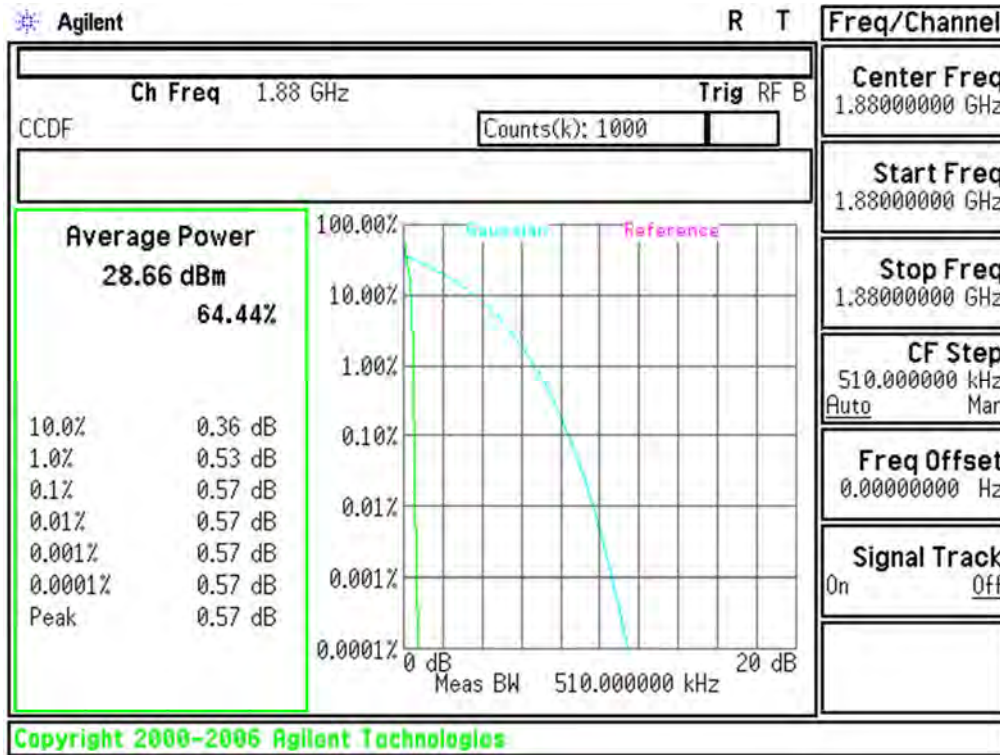 Agilent
R T
Freq/Channel
Ch Freq 1.88 GHz
Trig RF B
CCDF
Counts(k): 1000
Center Freq
1.88000000 GHz
Start Freq
1.88000000 GHz
Stop Freq
1.88000000 GHz
CF Step
510.000000 kHz
Auto Man
Freq Offset
0.00000000 Hz
Signal Track
On Off
Average Power
28.66 dBm
64.44%
10.0% 0.36 dB
1.0% 0.53 dB
0.1% 0.57 dB
0.01% 0.57 dB
0.001% 0.57 dB
0.0001% 0.57 dB
Peak 0.57 dB
Gaussian Reference
100.00%
10.00%
1.00%
0.10%
0.01%
0.001%
0.0001%
0 dB 20 dB
Meas BW 510.000000 kHz
Copyright 2000-2006 Agilent Technologies